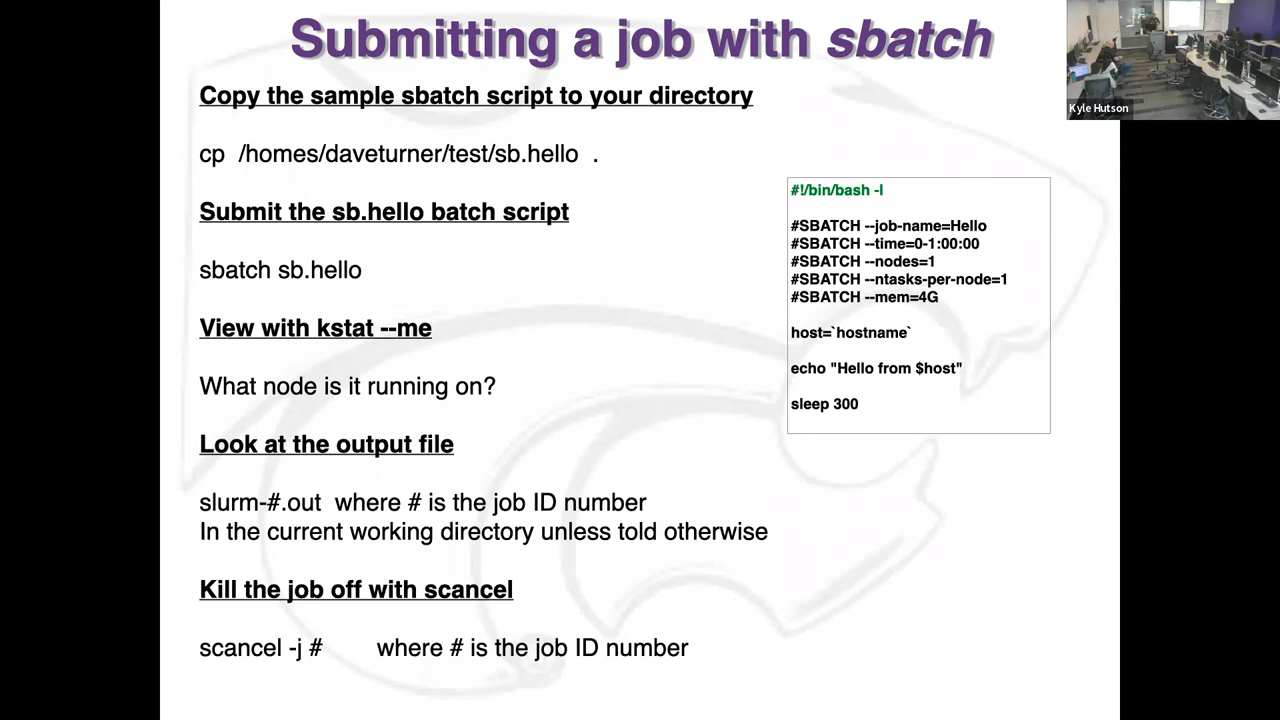 Submitting a job with sbatch
Copy the sample sbatch script to your directory
cp /homes/daveturner/test/sb.hello .
Submit the sb.hello batch script
sbatch sb.hello
View with kstat --me
What node is it running on?
Look at the output file
slurm-#.out where # is the job ID number
In the current working directory unless told otherwise
Kill the job off with scancel
scancel -j # where # is the job ID number
#!/bin/bash -l
#SBATCH --job-name=Hello
#SBATCH --time=0-1:00:00
#SBATCH --nodes=1
#SBATCH --ntasks-per-node=1
#SBATCH --mem=4G
host=`hostname`
echo "Hello from $host"
sleep 300
Kyle Hutson